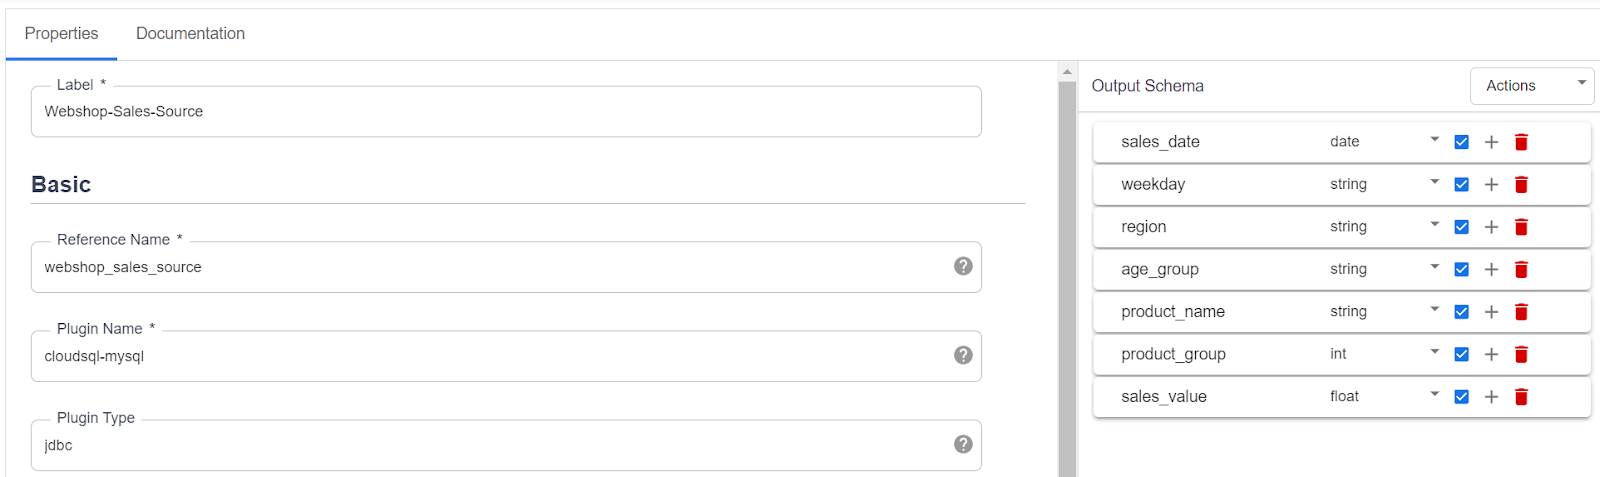 Properties Documentation
Label *
Webshop-Sales-Source
Basic
Reference Name *
webshop_sales_source
Plugin Name *
cloudsql-mysql
Plugin Type
jdbc
Output Schema Actions
sales_date date
weekday string
region string
age_group string
product_name string
product_group int
sales_value float